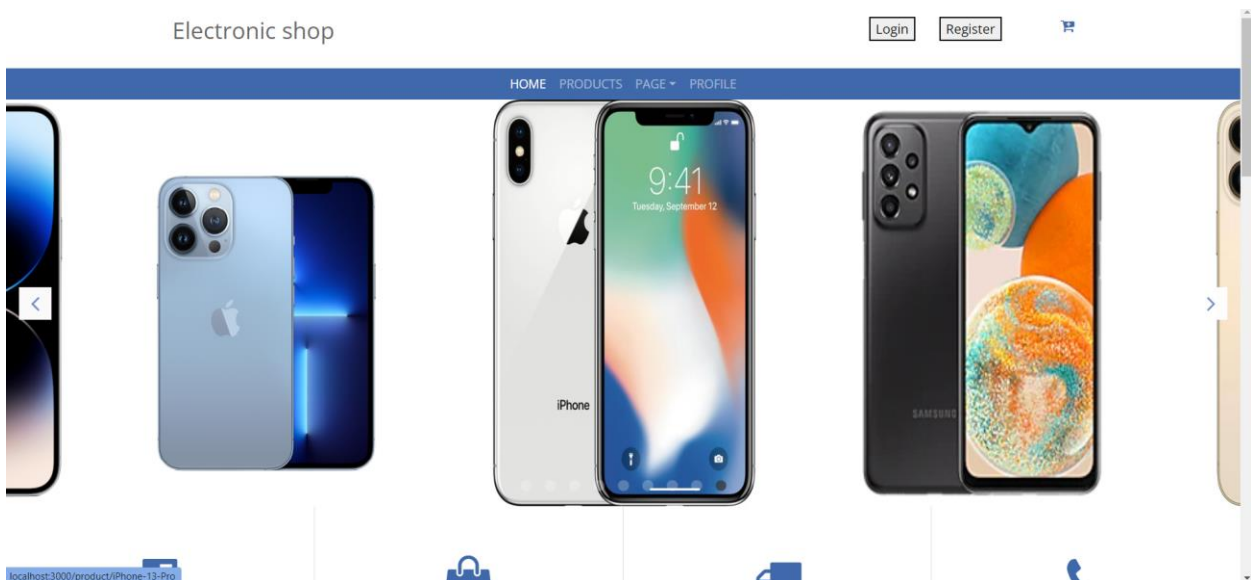 Electronic shop
Login Register
HOME PRODUCTS PAGE PROFILE
9:41
Tuesday, September 12
iPhone
SAMSUNG
localhost:3000/product/iPhone-13-Pro